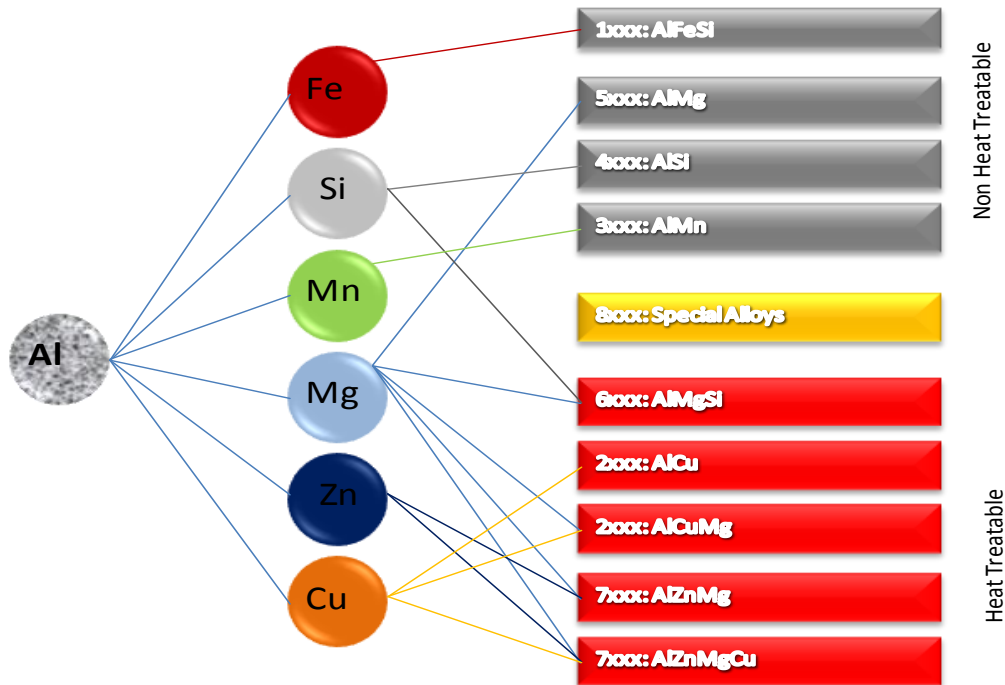 Al
Fe
Si
Mn
Mg
Zn
Cu
1xxx: AlFeSi
5xxx: AlMg
4xxx: AlSi
3xxx: AlMn
8xxx: Special Alloys
6xxx: AlMgSi
2xxx: AlCu
2xxx: AlCuMg
7xxx: AlZnMg
7xxx: AlZnMgCu
Non Heat Treatable
Heat Treatable